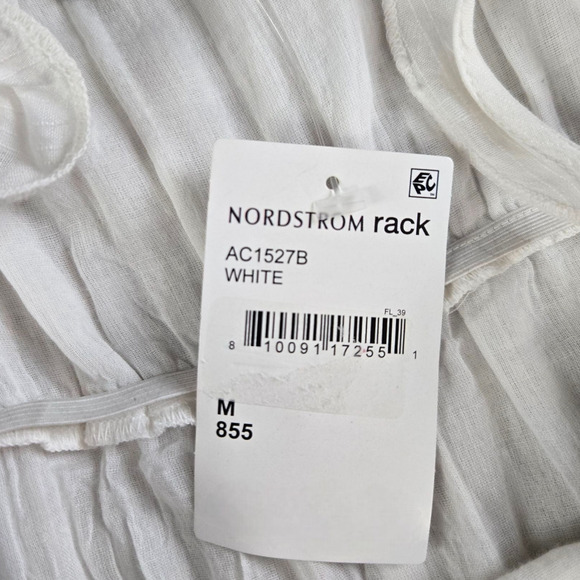 NORDSTROM rack
AC1527B
WHITE
FL_39
8 10091 17255 1
M
855